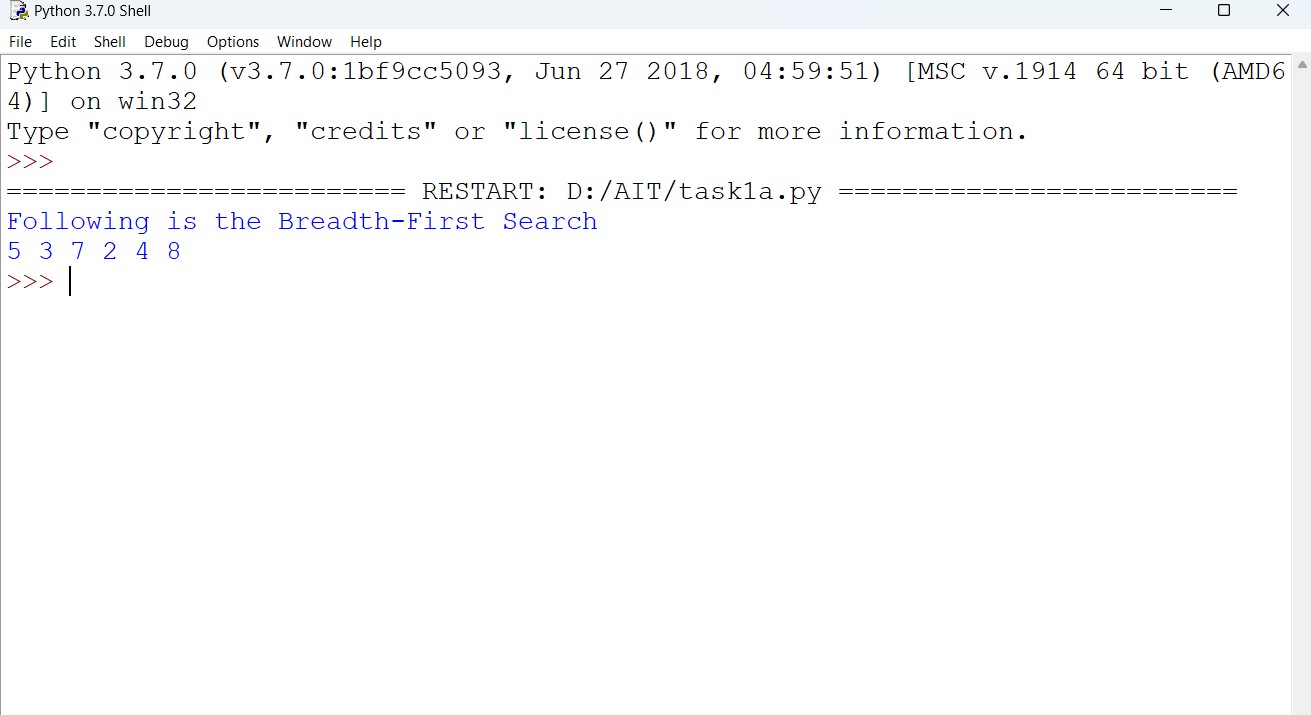 Python 3.7.0 Shell
File Edit Shell Debug Options Window Help
Python 3.7.0 (v3.7.0:1bf9cc5093, Jun 27 2018, 04:59:51) [MSC v.1914 64 bit (AMD6
4)] on win32
Type "copyright", "credits" or "license()" for more information.
>>>
========================= RESTART: D:/AIT/task1a.py =========================
Following is the Breadth-First Search
5 3 7 2 4 8
>>>